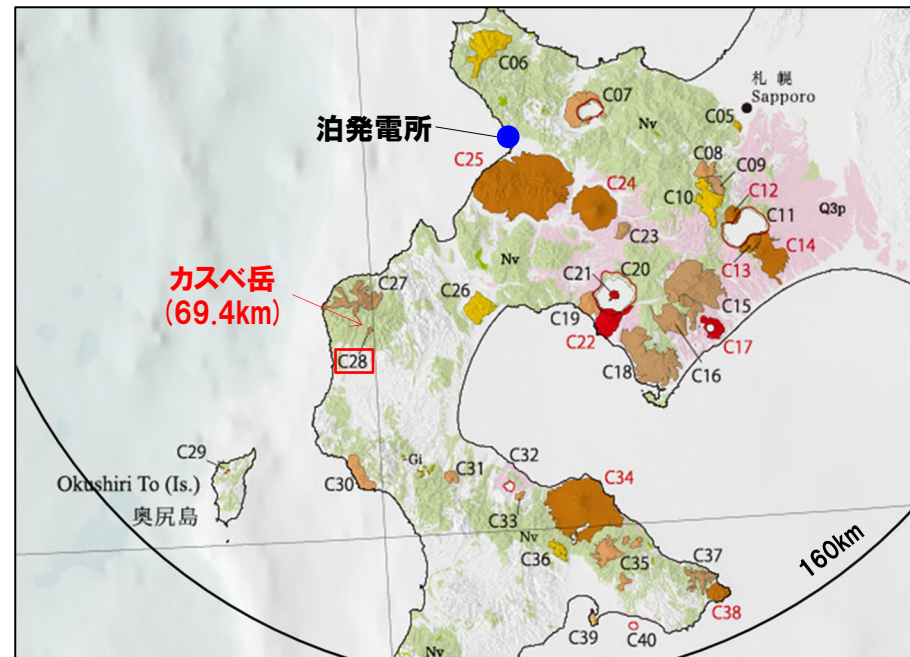 C06
C07
札幌
Sapporo
C05
泊発電所
Nv
C25
C24
C08
C09
C10
C12
C11
Q3p
C23
C13
C14
カスベ岳
(69.4km)
C27
Nv
C26
C21
C20
C15
C19
C22
C17
C28
C18
C16
C29
Okushiri To (Is.)
奥尻島
C30
Gi
C31
C32
C34
C33
Nv
C36
C35
C37
160km
C38
C39
C40
Nv